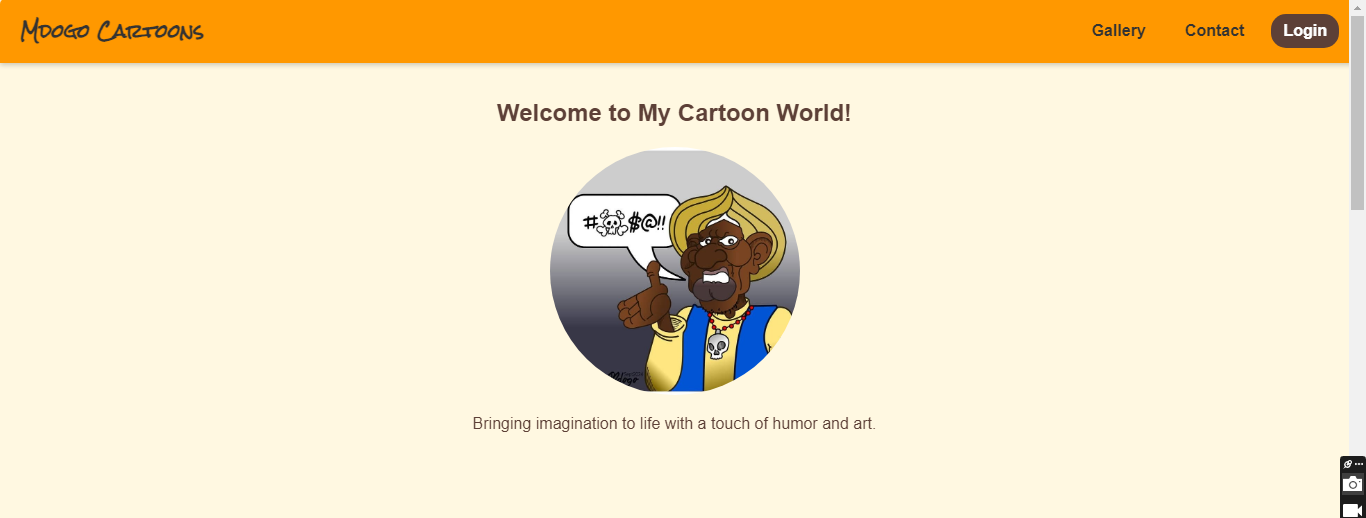 Mdogo Cartoons
Gallery
Contact
Login
Welcome to My Cartoon World!
#☠$@!!
Bringing imagination to life with a touch of humor and art.